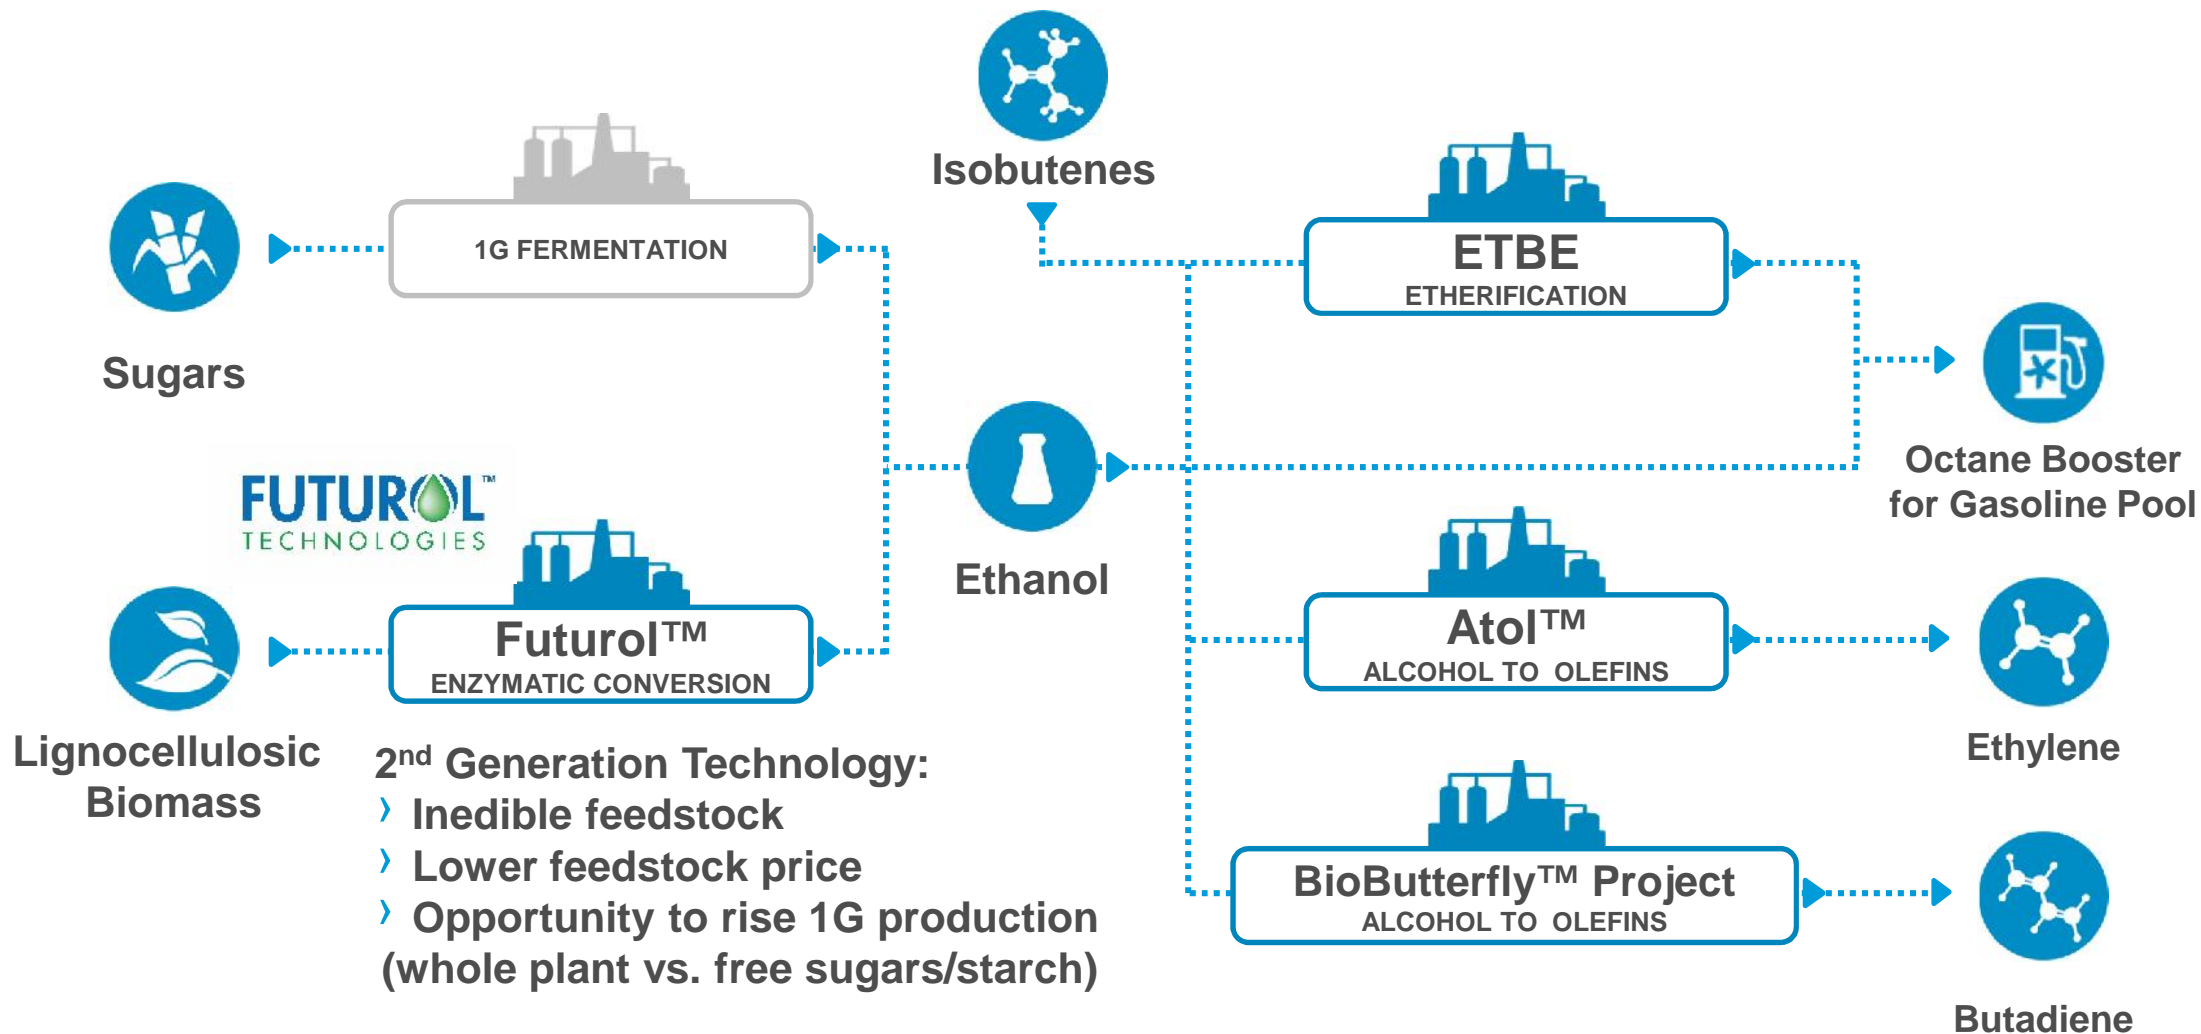 Isobutenes
1G FERMENTATION
ETBE
ETHERIFICATION
Sugars
Octane Booster
for Gasoline Pool
FUTUROL™
TECHNOLOGIES
Ethanol
Futurol™
ENZYMATIC CONVERSION
Atol™
ALCOHOL TO OLEFINS
Lignocellulosic
Biomass
Ethylene
2nd Generation Technology:
› Inedible feedstock
› Lower feedstock price
› Opportunity to rise 1G production
(whole plant vs. free sugars/starch)
BioButterfly™ Project
ALCOHOL TO OLEFINS
Butadiene